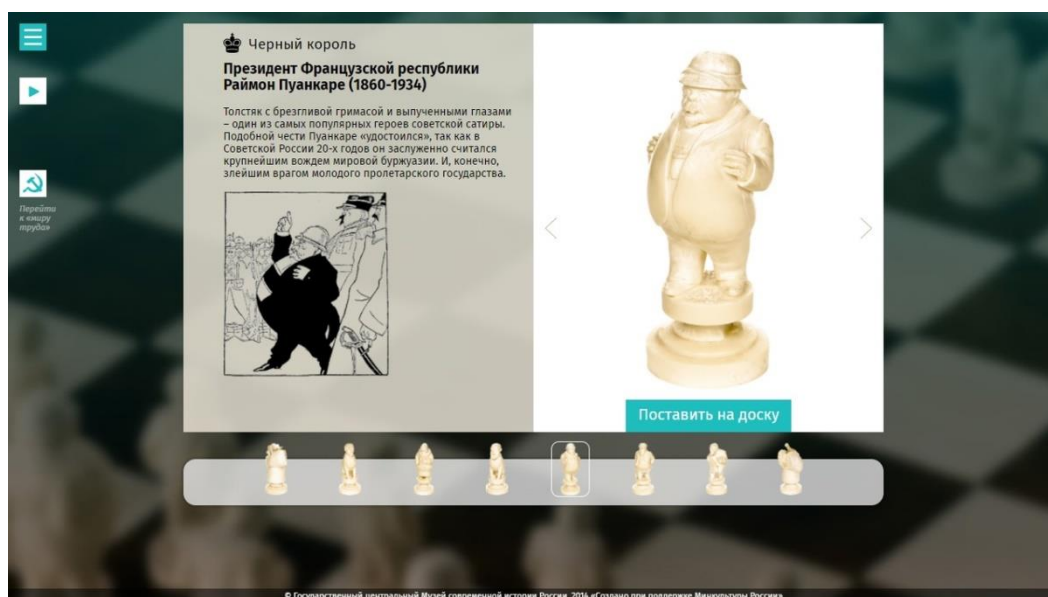 Черный король
Президент Французской республики
Раймон Пуанкаре (1860-1934)
Толстяк с брезгливой гримасой и выпученными глазами
– один из самых популярных героев советской сатиры.
Подобной чести Пуанкаре «удостоился», так как в
Советской России 20-х годов он заслуженно считался
крупнейшим вождем мировой буржуазии. И, конечно,
злейшим врагом молодого пролетарского государства.
Перейти
к «миру
труда»
Поставить на доску
© Государственный центральный Музей современной истории России, 2014 «Создано при поддержке Минкультуры России»